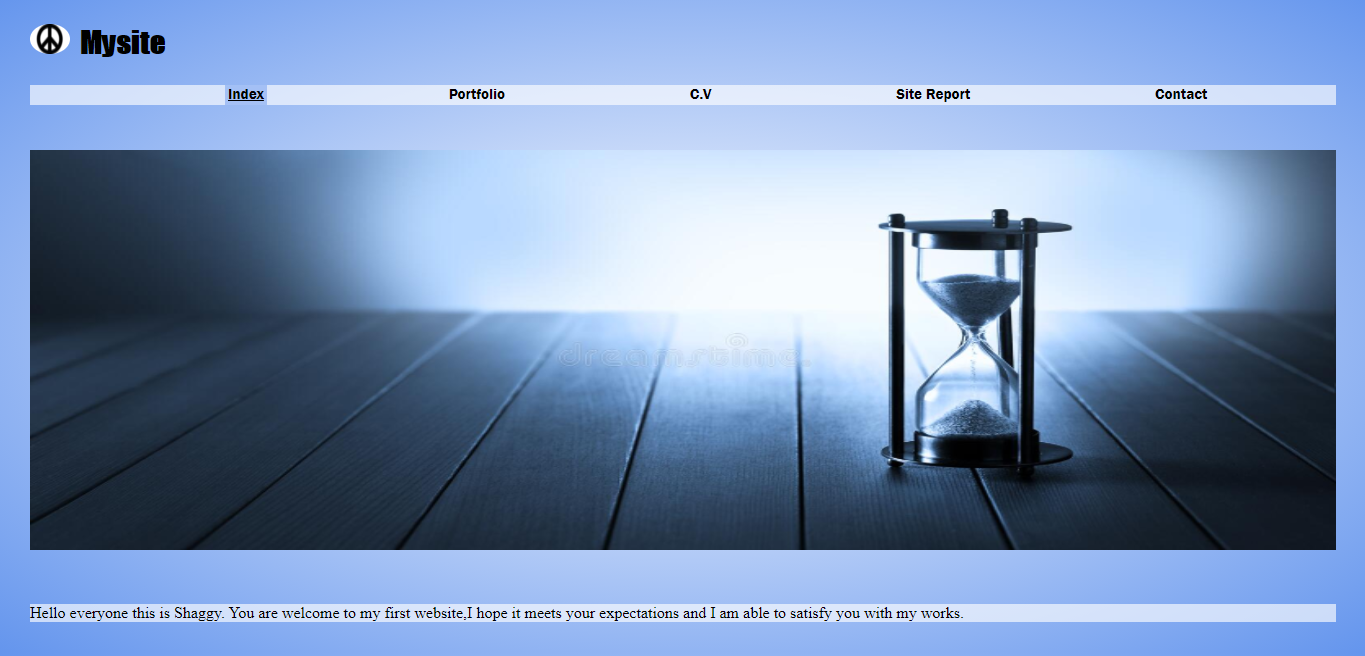 Mysite
Index Portfolio C.V Site Report Contact
dreamstime.
Hello everyone this is Shaggy. You are welcome to my first website,I hope it meets your expectations and I am able to satisfy you with my works.